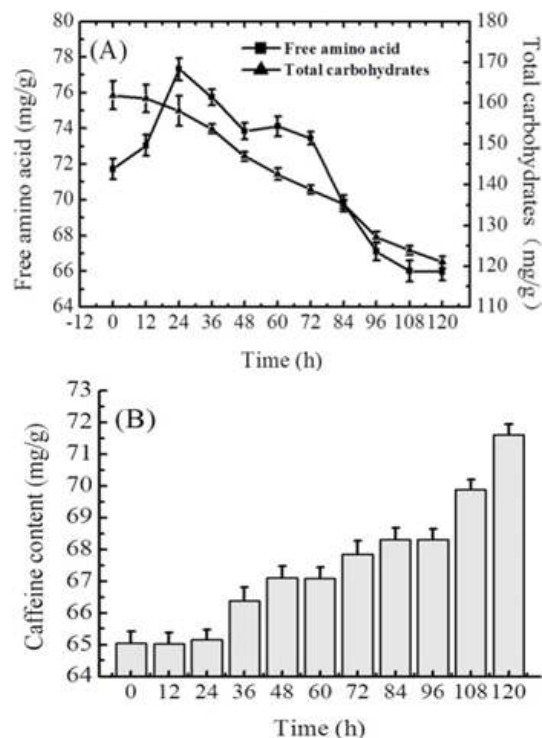 (A)
Free amino acid
Total carbohydrates
80
78
76
74
72
70
68
66
64
Free amino acid (mg/g)
180
170
160
150
140
130
120
110
Total carbohydrates (mg/g)
-12 0 12 24 36 48 60 72 84 96 108 120
Time (h)
(B)
73
72
71
70
69
68
67
66
65
64
Caffeine content (mg/g)
0 12 24 36 48 60 72 84 96 108 120
Time (h)